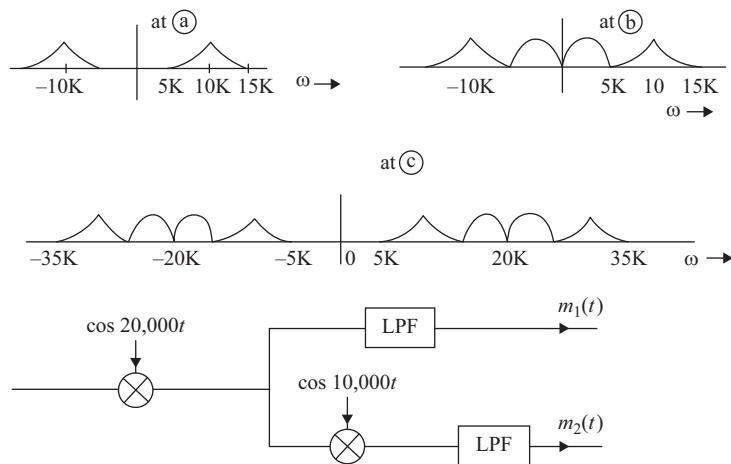 at ⓐ
at ⓑ
–10K 5K 10K 15K ω
–10K 5K 10 15K
ω
at ⓒ
–35K –20K –5K 0 5K 20K 35K ω
cos 20,000t
LPF
m₁(t)
cos 10,000t
LPF
m₂(t)